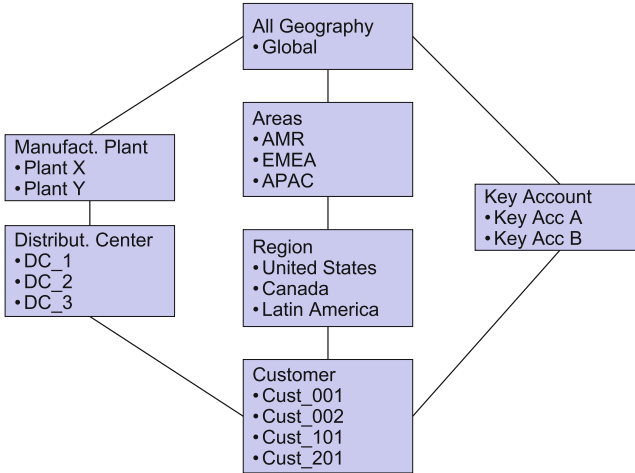 All Geography
• Global
Areas
• AMR
• EMEA
• APAC
Manufact. Plant
• Plant X
• Plant Y
Key Account
• Key Acc A
• Key Acc B
Distribut. Center
• DC_1
• DC_2
• DC_3
Region
• United States
• Canada
• Latin America
Customer
• Cust_001
• Cust_002
• Cust_101
• Cust_201